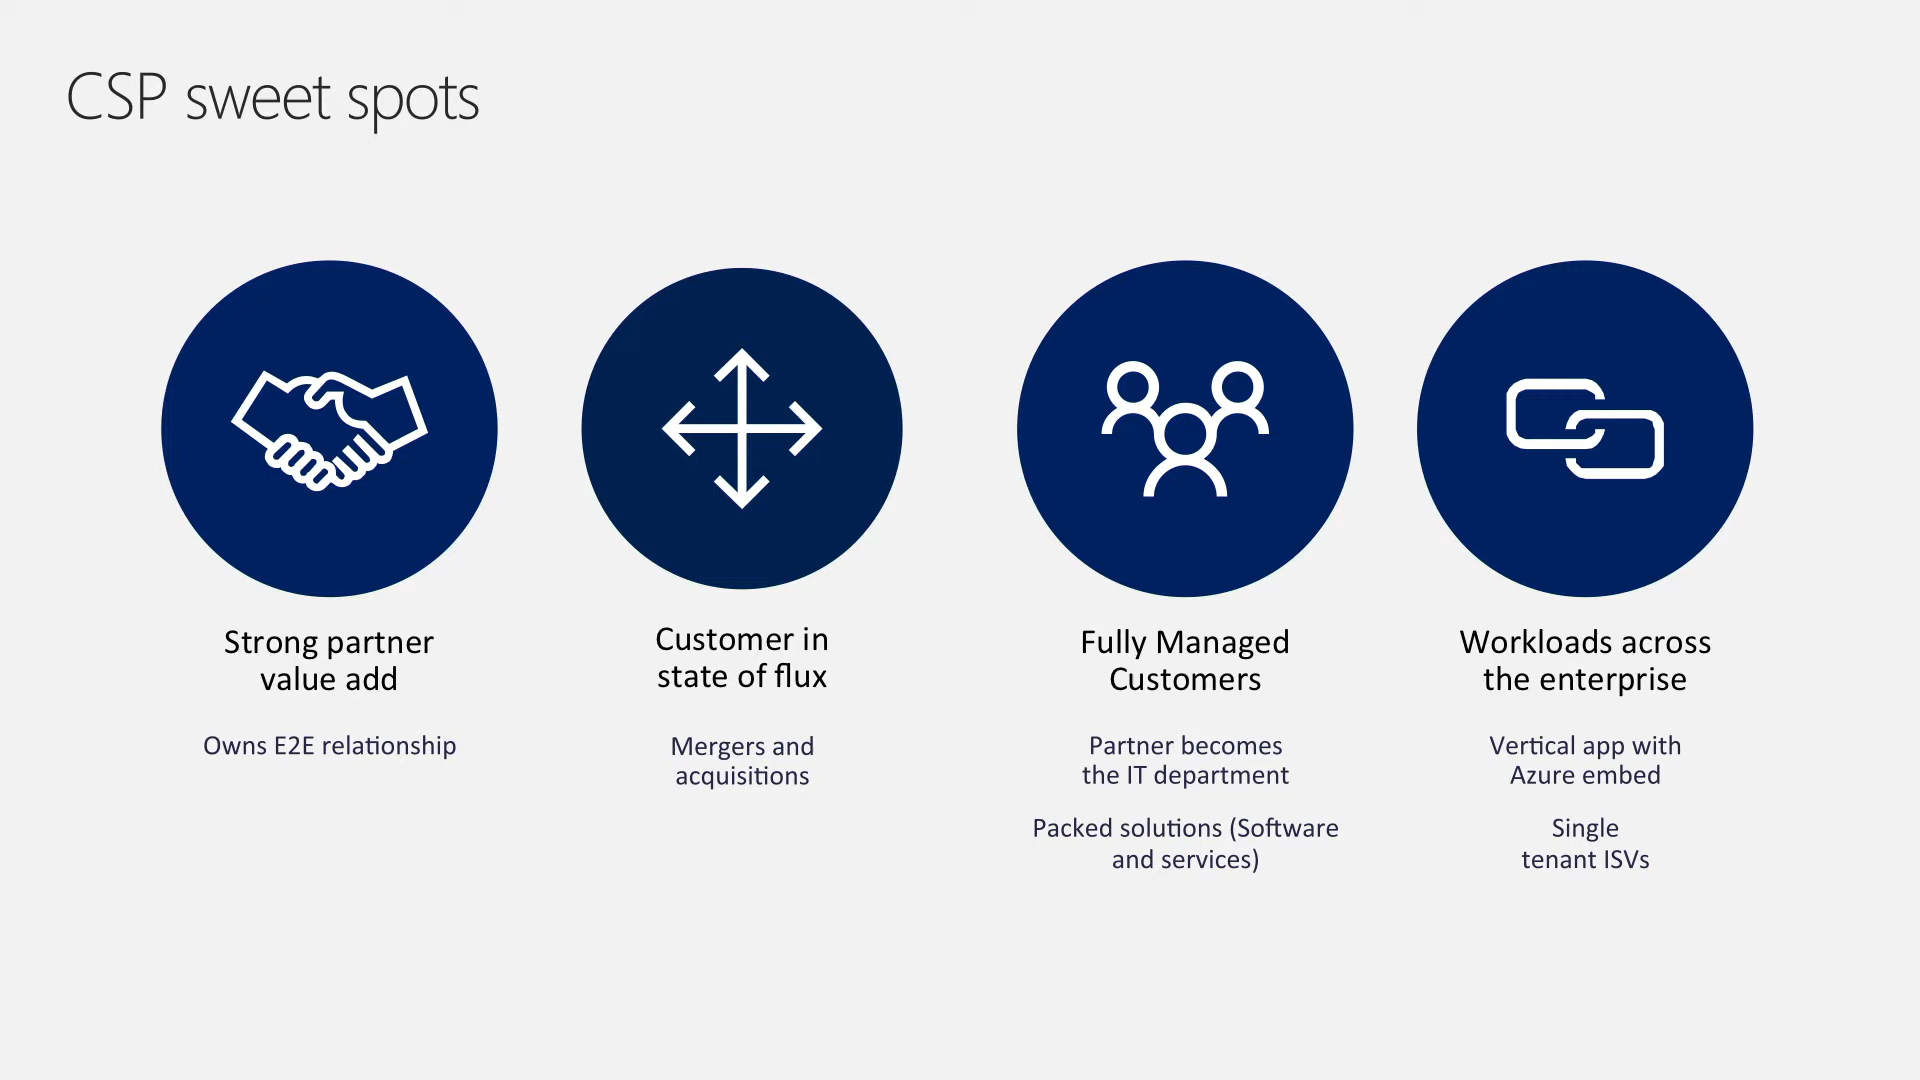 CSP sweet spots
Strong partner
value add
Owns E2E relationship
Customer in
state of flux
Mergers and
acquisitions
Fully Managed
Customers
Partner becomes
the IT department
Packed solutions (Software
and services)
Workloads across
the enterprise
Vertical app with
Azure embed
Single
tenant ISVs